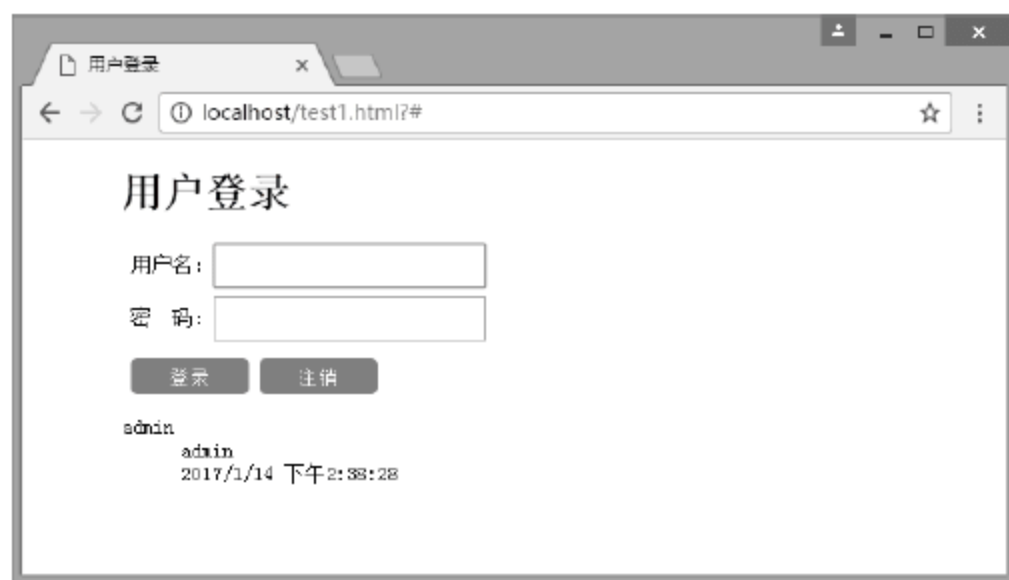 用户登录
localhost/test1.html?#
用户登录
用户名：
密 码：
登录 注销
admin
admin
2017/1/14 下午2:38:28